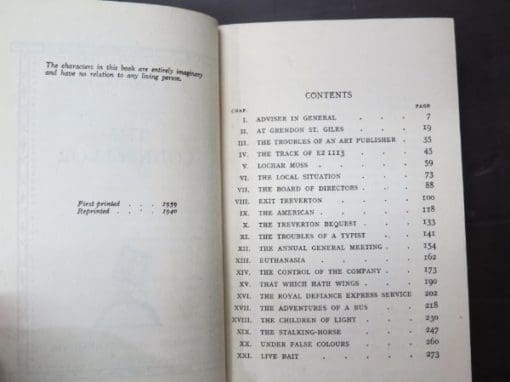 The characters in this book are entirely imaginary
and have no relation to any living person.
First printed . . . 1939
Reprinted . . . 1940
CONTENTS
CHAP. PAGE
I. ADVISER IN GENERAL . . . 7
II. AT GRENDON ST. GILES . . . 19
III. THE TROUBLES OF AN ART PUBLISHER . 35
IV. THE TRACK OF EZ 1113 . . . 45
V. LOCHAR MOSS . . . . 59
VI. THE LOCAL SITUATION . . . 73
VII. THE BOARD OF DIRECTORS . . 88
VIII. EXIT TREVERTON . . . 100
IX. THE AMERICAN . . . . 118
X. THE TREVERTON BEQUEST . . . 133
XI. THE TROUBLES OF A TYPIST . . 141
XII. THE ANNUAL GENERAL MEETING . . 154
XIII. EUTHANASIA . . . . 162
XIV. THE CONTROL OF THE COMPANY . . 173
XV. THAT WHICH HATH WINGS . . . 190
XVI. THE ROYAL DEFIANCE EXPRESS SERVICE 202
XVII. THE ADVENTURES OF A BUS . . 218
XVIII. THE CHILDREN OF LIGHT . . . 230
XIX. THE STALKING-HORSE . . . 247
XX. UNDER FALSE COLOURS . . . 260
XXI. LIVE BAIT . . . . 273